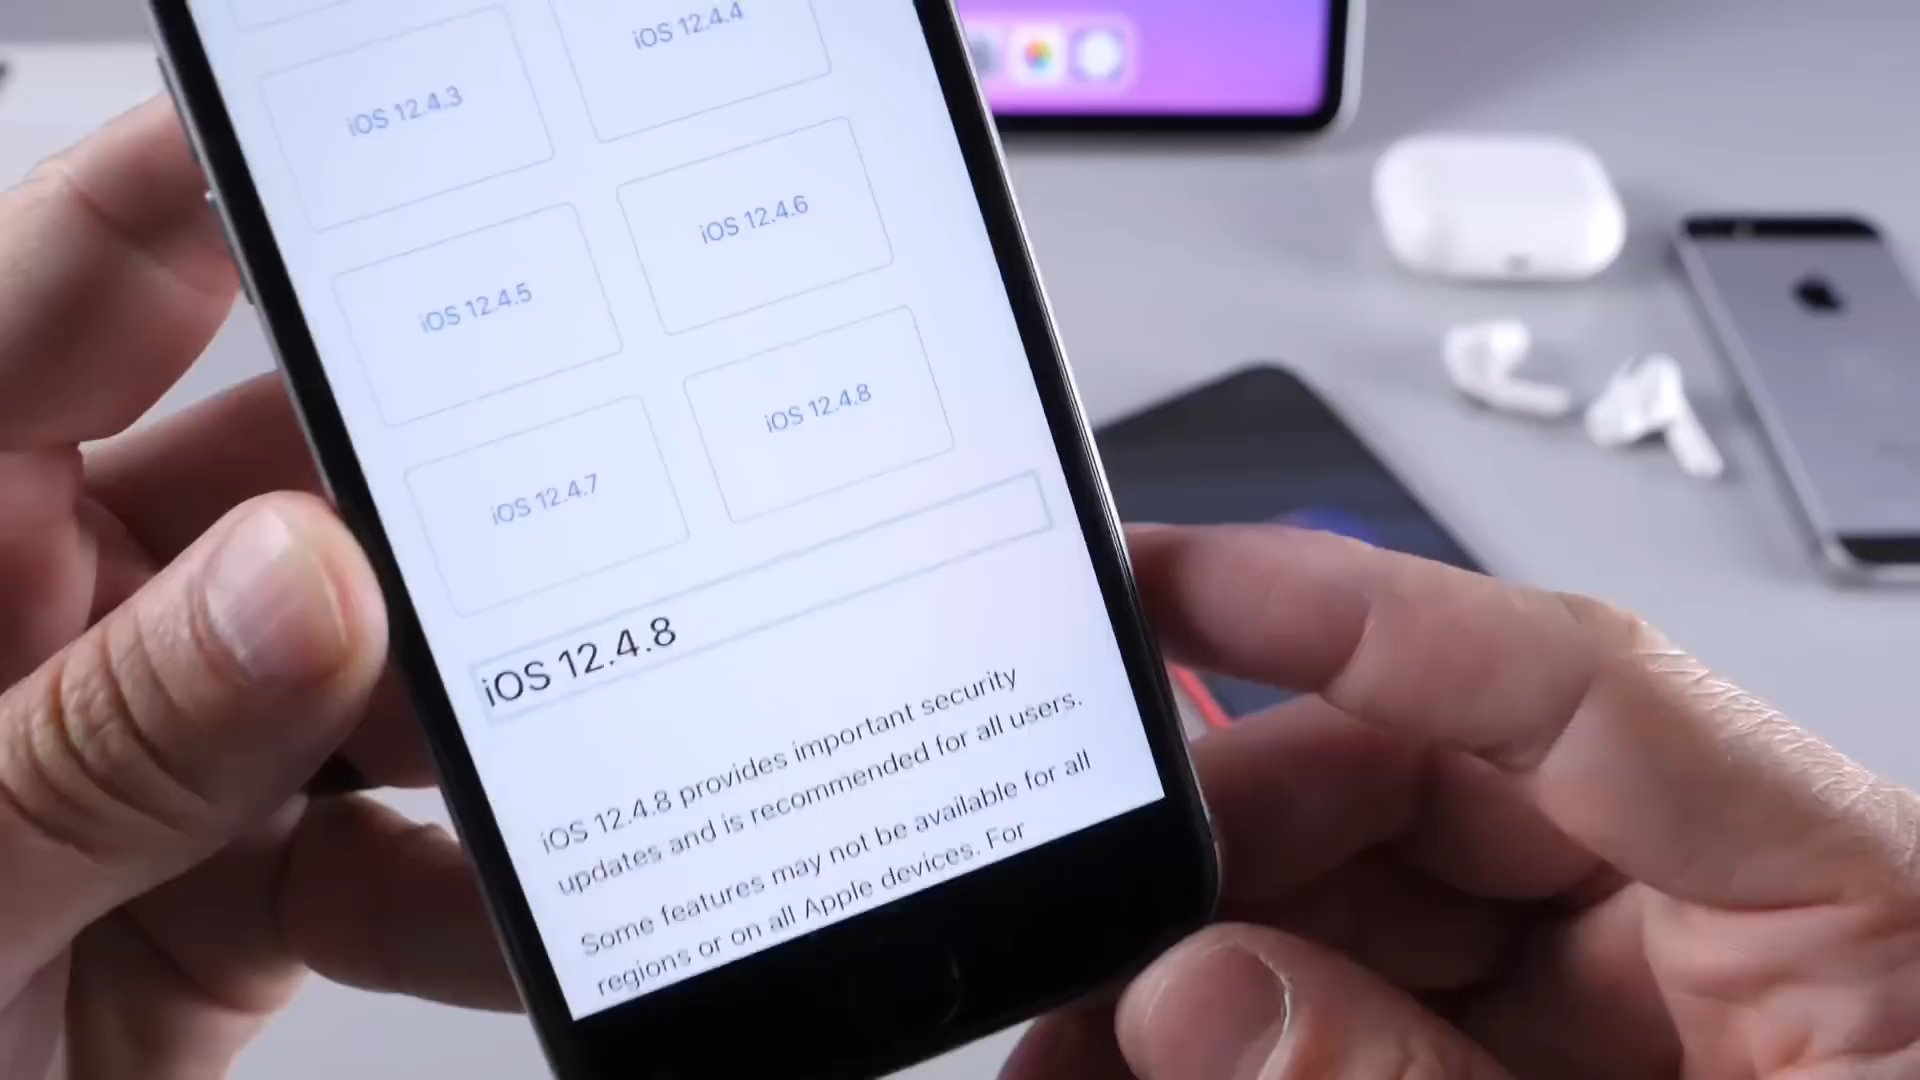 iOS 12.4.3
iOS 12.4.4
iOS 12.4.5
iOS 12.4.6
iOS 12.4.7
iOS 12.4.8
iOS 12.4.8
iOS 12.4.8 provides important security
updates and is recommended for all users.
Some features may not be available for all
regions or on all Apple devices. For